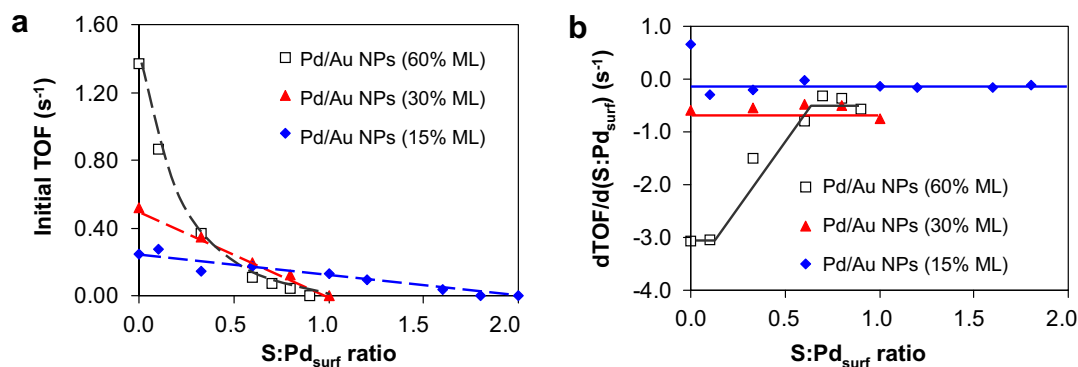 a
Initial TOF (s⁻¹)
1.60
1.20
0.80
0.40
0.00
Pd/Au NPs (60% ML)
Pd/Au NPs (30% ML)
Pd/Au NPs (15% ML)
0.0 0.5 1.0 1.5 2.0
S:Pdsurf ratio
b
dTOF/d(S:Pdsurf) (s⁻¹)
1.0
0.0
-1.0
-2.0
-3.0
-4.0
Pd/Au NPs (60% ML)
Pd/Au NPs (30% ML)
Pd/Au NPs (15% ML)
0.0 0.5 1.0 1.5 2.0
S:Pdsurf ratio